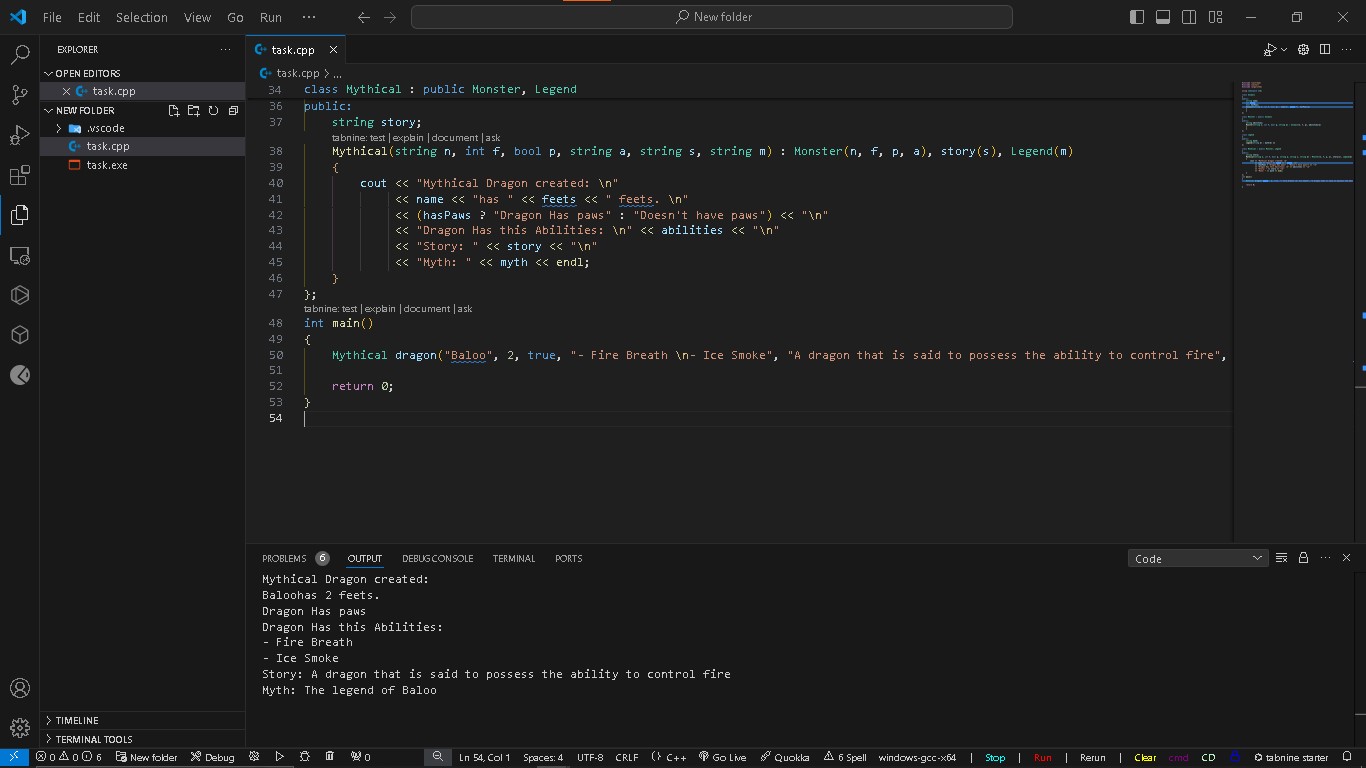 File Edit Selection View Go Run ··· New folder
EXPLORER ···
OPEN EDITORS
task.cpp
NEW FOLDER
.vscode
task.cpp
task.exe
TIMELINE
TERMINAL TOOLS
task.cpp
task.cpp > ...
34 class Mythical : public Monster, Legend
36 public:
37 string story;
tabnine: test | explain | document | ask
38 Mythical(string n, int f, bool p, string a, string s, string m) : Monster(n, f, p, a), story(s), Legend(m)
39 {
40 cout << "Mythical Dragon created: \n"
41 << name << "has " << feets << " feets. \n"
42 << (hasPaws ? "Dragon Has paws" : "Doesn't have paws") << "\n"
43 << "Dragon Has this Abilities: \n" << abilities << "\n"
44 << "Story: " << story << "\n"
45 << "Myth: " << myth << endl;
46 }
47 };
tabnine: test | explain | document | ask
48 int main()
49 {
50 Mythical dragon("Baloo", 2, true, "- Fire Breath \n- Ice Smoke", "A dragon that is said to possess the ability to control fire",
51
52 return 0;
53 }
54
PROBLEMS 6 OUTPUT DEBUG CONSOLE TERMINAL PORTS Code
Mythical Dragon created:
Baloohas 2 feets.
Dragon Has paws
Dragon Has this Abilities:
- Fire Breath
- Ice Smoke
Story: A dragon that is said to possess the ability to control fire
Myth: The legend of Baloo
0 0 6 New folder Debug 0 Ln 54, Col 1 Spaces: 4 UTF-8 CRLF C++ Go Live Quokka 6 Spell windows-gcc-x64 | Stop | Run | Rerun | Clear cmd CD tabnine starter